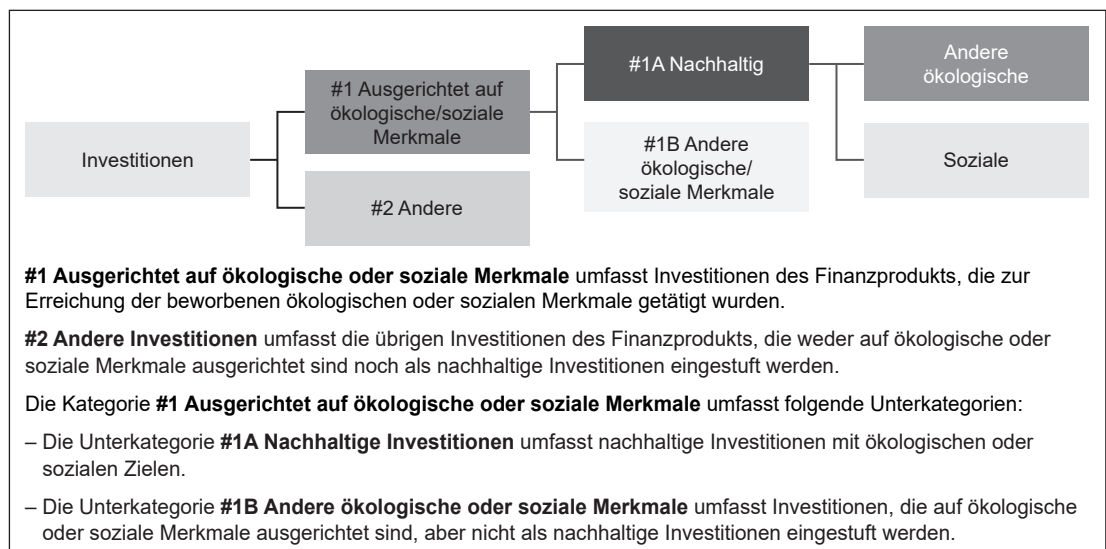 Investitionen
#1 Ausgerichtet auf
ökologische/soziale
Merkmale
#2 Andere
#1A Nachhaltig
#1B Andere
ökologische/
soziale Merkmale
Andere
ökologische
Soziale
#1 Ausgerichtet auf ökologische oder soziale Merkmale umfasst Investitionen des Finanzprodukts, die zur
Erreichung der beworbenen ökologischen oder sozialen Merkmale getätigt wurden.
#2 Andere Investitionen umfasst die übrigen Investitionen des Finanzprodukts, die weder auf ökologische oder
soziale Merkmale ausgerichtet sind noch als nachhaltige Investitionen eingestuft werden.
Die Kategorie #1 Ausgerichtet auf ökologische oder soziale Merkmale umfasst folgende Unterkategorien:
– Die Unterkategorie #1A Nachhaltige Investitionen umfasst nachhaltige Investitionen mit ökologischen oder
sozialen Zielen.
– Die Unterkategorie #1B Andere ökologische oder soziale Merkmale umfasst Investitionen, die auf ökologische
oder soziale Merkmale ausgerichtet sind, aber nicht als nachhaltige Investitionen eingestuft werden.